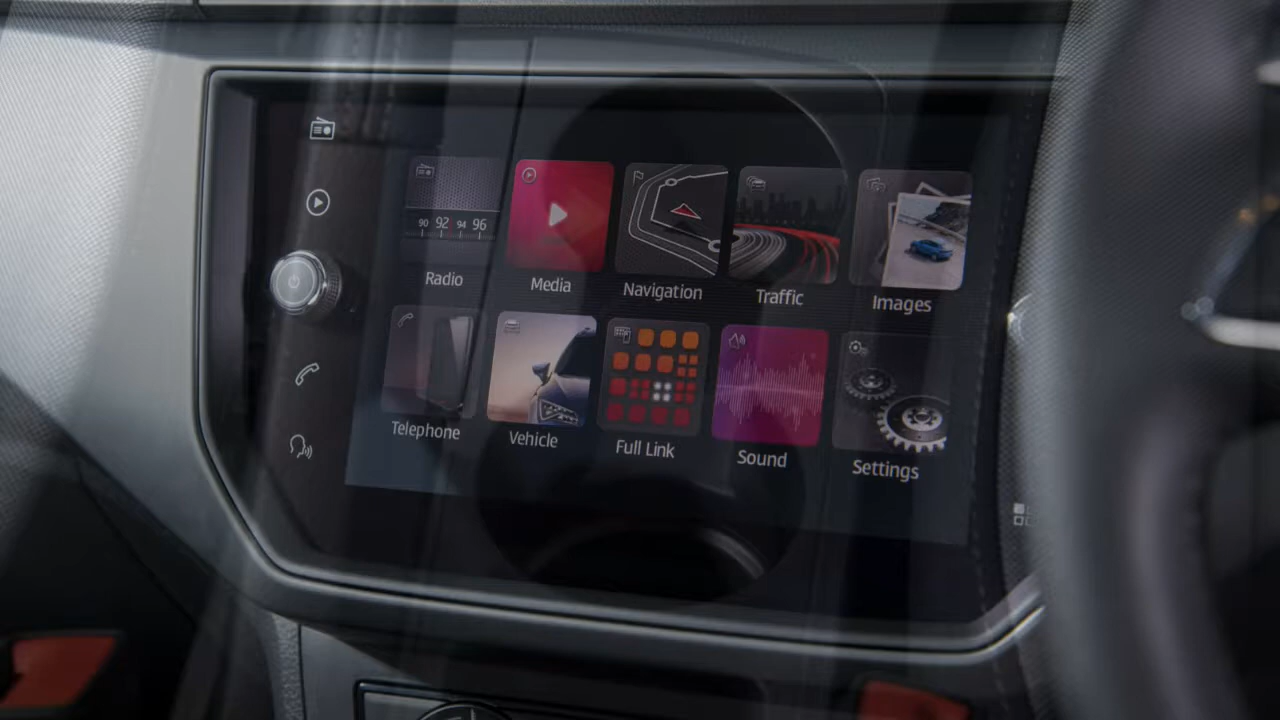 90 92 94 96
Radio
Media
Navigation
Traffic
Images
Telephone
Vehicle
Full Link
Sound
Settings